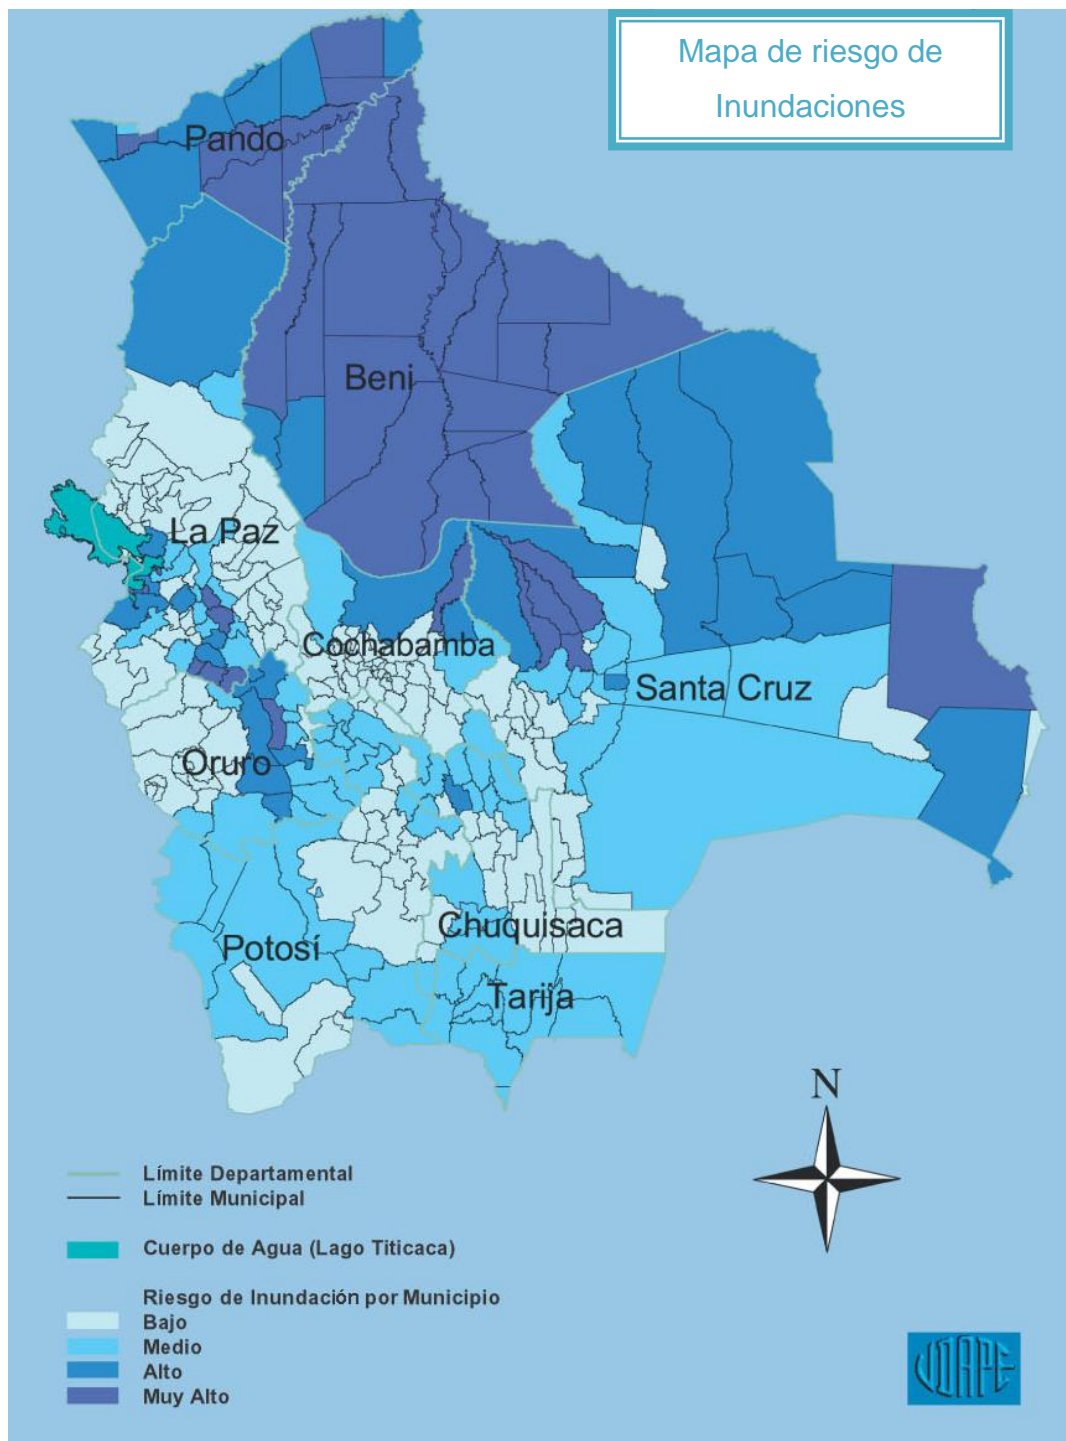 Mapa de riesgo de
Inundaciones
Pando
Beni
La Paz
Cochabamba
Santa Cruz
Oruro
Chuquisaca
Potosí
Tarija
N
Límite Departamental
Límite Municipal
Cuerpo de Agua (Lago Titicaca)
Riesgo de Inundación por Municipio
Bajo
Medio
Alto
Muy Alto
UDAPE